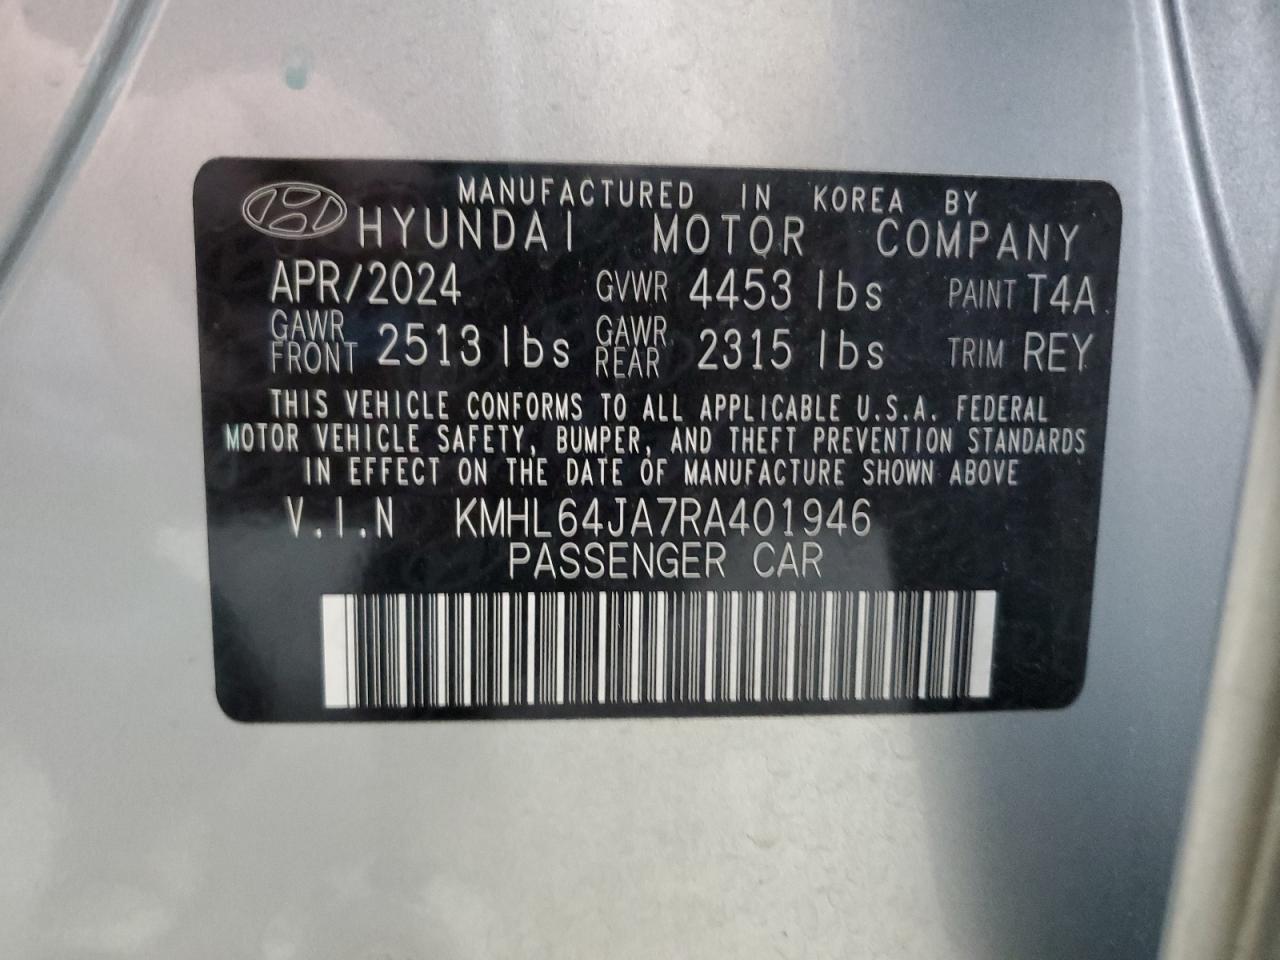 MANUFACTURED IN KOREA BY
HYUNDAI MOTOR COMPANY
APR/2024 GVWR 4453 lbs PAINT T4A
GAWR FRONT 2513 lbs GAWR REAR 2315 lbs TRIM REY
THIS VEHICLE CONFORMS TO ALL APPLICABLE U.S.A. FEDERAL
MOTOR VEHICLE SAFETY, BUMPER, AND THEFT PREVENTION STANDARDS
IN EFFECT ON THE DATE OF MANUFACTURE SHOWN ABOVE
V.I.N KMHL64JA7RA401946
PASSENGER CAR